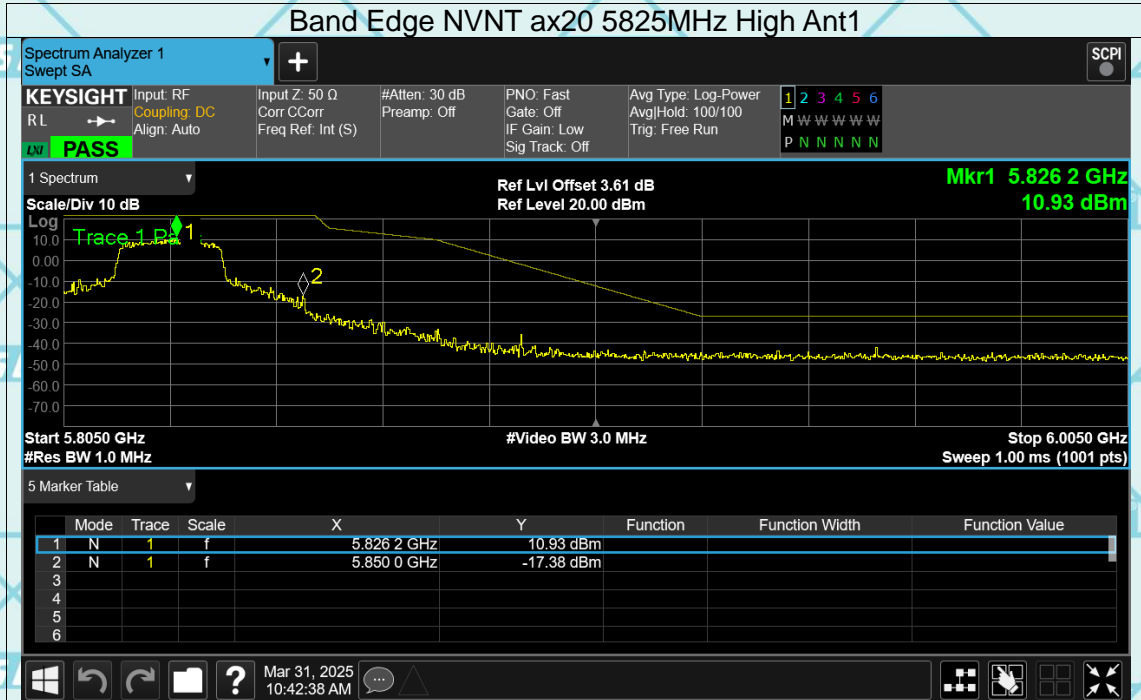 Band Edge NVNT ax20 5825MHz High Ant1
Spectrum Analyzer 1
Swept SA
+
SCPI
KEYSIGHT
RL
LXI
PASS
Input: RF
Coupling: DC
Align: Auto
Input Z: 50 Ω
Corr CCorr
Freq Ref: Int (S)
#Atten: 30 dB
Preamp: Off
PNO: Fast
Gate: Off
IF Gain: Low
Sig Track: Off
Avg Type: Log-Power
Avg|Hold: 100/100
Trig: Free Run
1 2 3 4 5 6
M W W W W W
P N N N N N
1 Spectrum
Scale/Div 10 dB
Ref Lvl Offset 3.61 dB
Ref Level 20.00 dBm
Mkr1 5.826 2 GHz
10.93 dBm
Log
Trace 1 Pa
1
2
10.0
0.00
-10.0
-20.0
-30.0
-40.0
-50.0
-60.0
-70.0
Start 5.8050 GHz
#Res BW 1.0 MHz
#Video BW 3.0 MHz
Stop 6.0050 GHz
Sweep 1.00 ms (1001 pts)
5 Marker Table
Mode Trace Scale X Y Function Function Width Function Value
1 N 1 f 5.826 2 GHz 10.93 dBm
2 N 1 f 5.850 0 GHz -17.38 dBm
3
4
5
6
?
Mar 31, 2025
10:42:38 AM